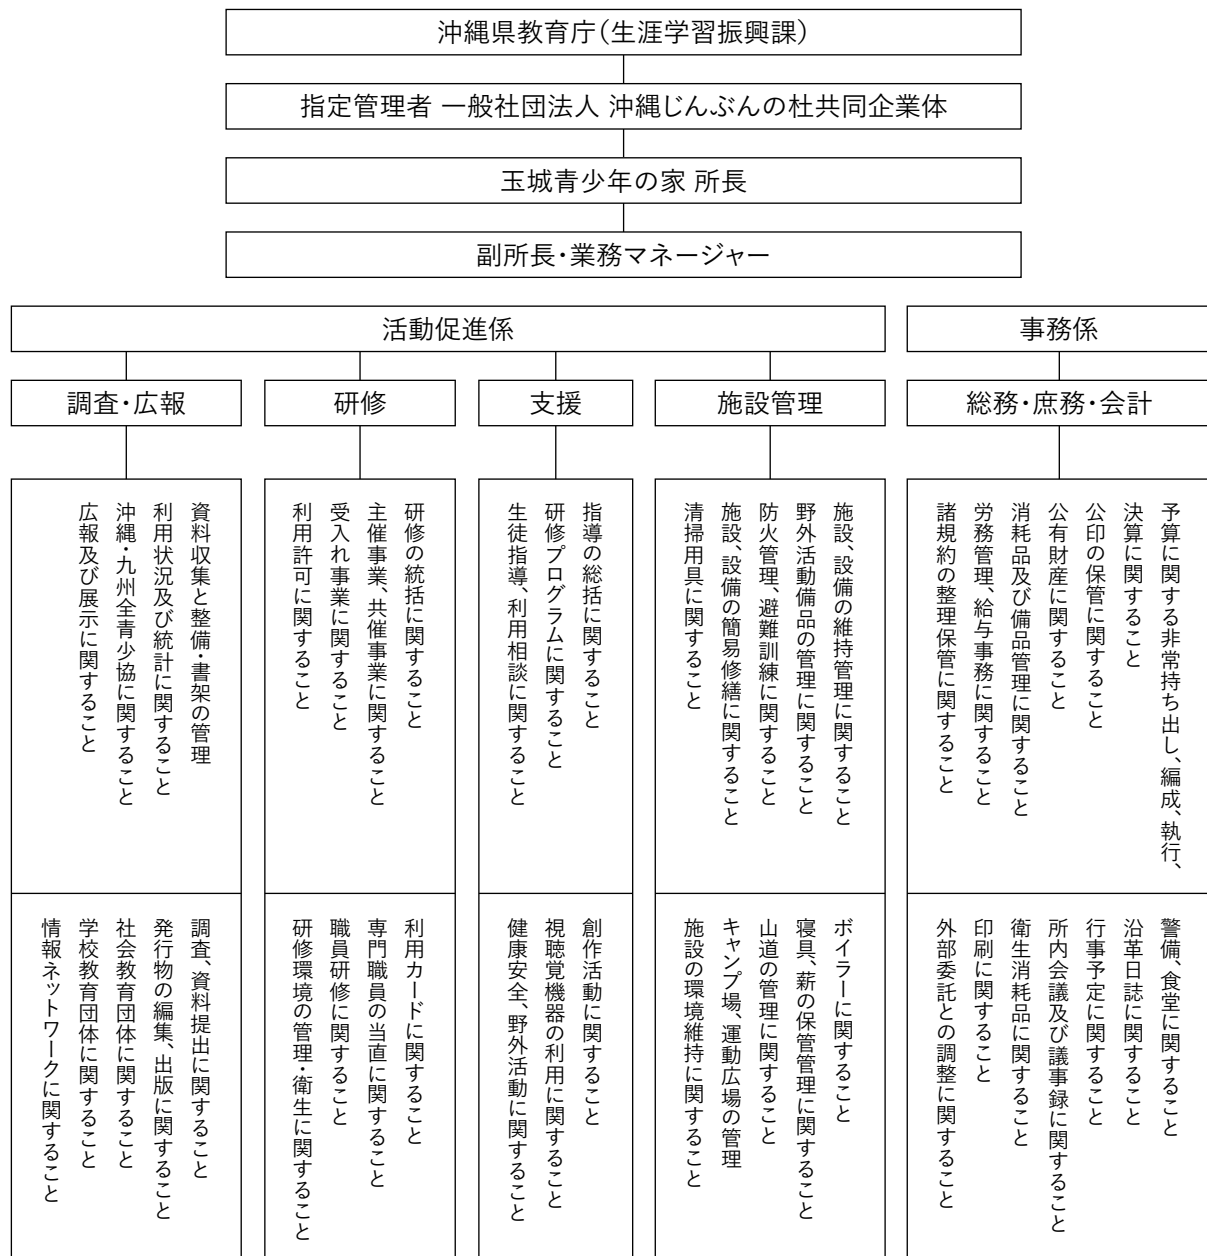 沖縄県教育庁(生涯学習振興課)
指定管理者 一般社団法人 沖縄じんぶんの杜共同企業体
玉城青少年の家 所長
副所長・業務マネージャー
活動促進係
事務係
調査・広報
研修
支援
施設管理
総務・庶務・会計
資料収集と整備・書架の管理
利用状況及び統計に関すること
沖縄・九州全青少協に関すること
広報及び展示に関すること
調査、資料提出に関すること
発行物の編集、出版に関すること
社会教育団体に関すること
学校教育団体に関すること
情報ネットワークに関すること
研修の統括に関すること
主催事業、共催事業に関すること
受入れ事業に関すること
利用許可に関すること
利用カードに関すること
専門職員の当直に関すること
職員研修に関すること
研修環境の管理・衛生に関すること
指導の総括に関すること
研修プログラムに関すること
生徒指導、利用相談に関すること
創作活動に関すること
視聴覚機器の利用に関すること
健康安全、野外活動に関すること
施設、設備の維持管理に関すること
野外活動備品の管理に関すること
防火管理、避難訓練に関すること
施設、設備の簡易修繕に関すること
清掃用具に関すること
ボイラーに関すること
寝具、薪の保管管理に関すること
山道の管理に関すること
キャンプ場、運動広場の管理
施設の環境維持に関すること
予算に関する非常持ち出し、編成、執行、
決算に関すること
公印の保管に関すること
公有財産に関すること
消耗品及び備品管理に関すること
労務管理、給与事務に関すること
諸規約の整理保管に関すること
警備、食堂に関すること
沿革日誌に関すること
行事予定に関すること
所内会議及び議事録に関すること
衛生消耗品に関すること
印刷に関すること
外部委託との調整に関すること